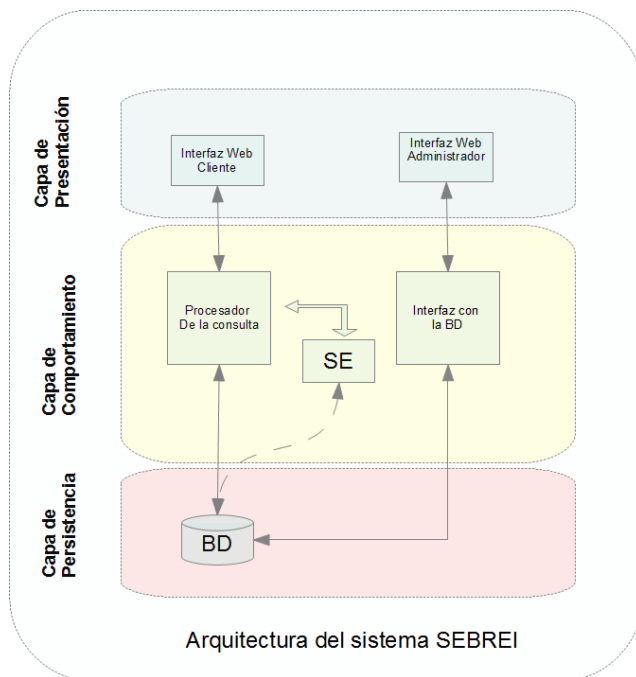 Capa de
Presentación
Interfaz Web
Cliente
Interfaz Web
Administrador
Capa de
Comportamiento
Procesador
De la consulta
SE
Interfaz con
la BD
Capa de
Persistencia
BD
Arquitectura del sistema SEBREI